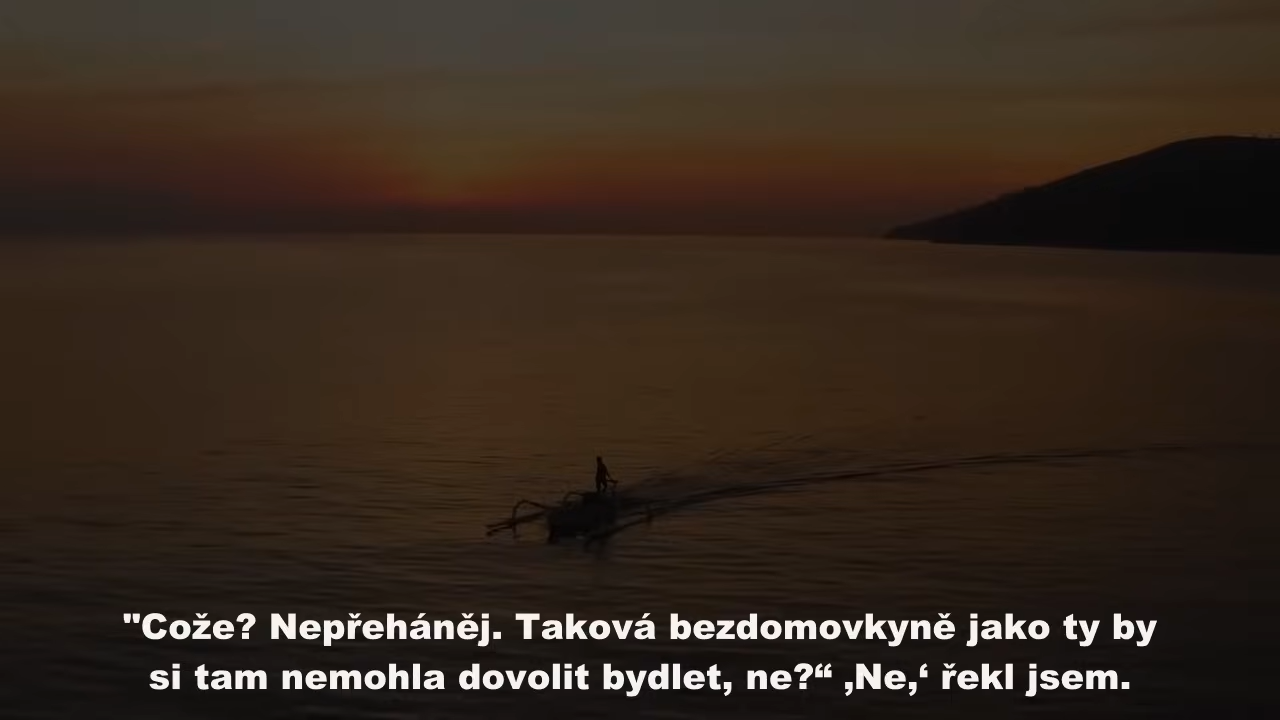 "Cože? Nepřeháněj. Taková bezdomovkyně jako ty by
si tam nemohla dovolit bydlet, ne?“ ‚Ne,‘ řekl jsem.